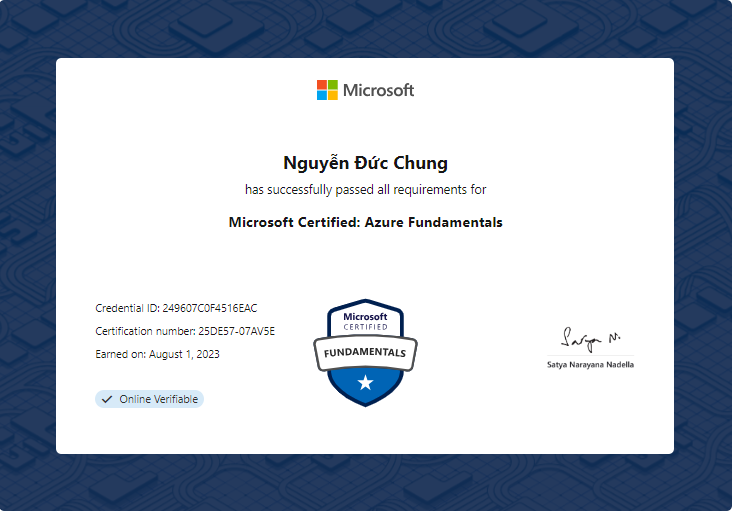 Microsoft
Nguyễn Đức Chung
has successfully passed all requirements for
Microsoft Certified: Azure Fundamentals
Credential ID: 249607C0F4516EAC
Certification number: 25DE57-07AV5E
Earned on: August 1, 2023
Online Verifiable
Microsoft
CERTIFIED
FUNDAMENTALS
Satya N.
Satya Narayana Nadella